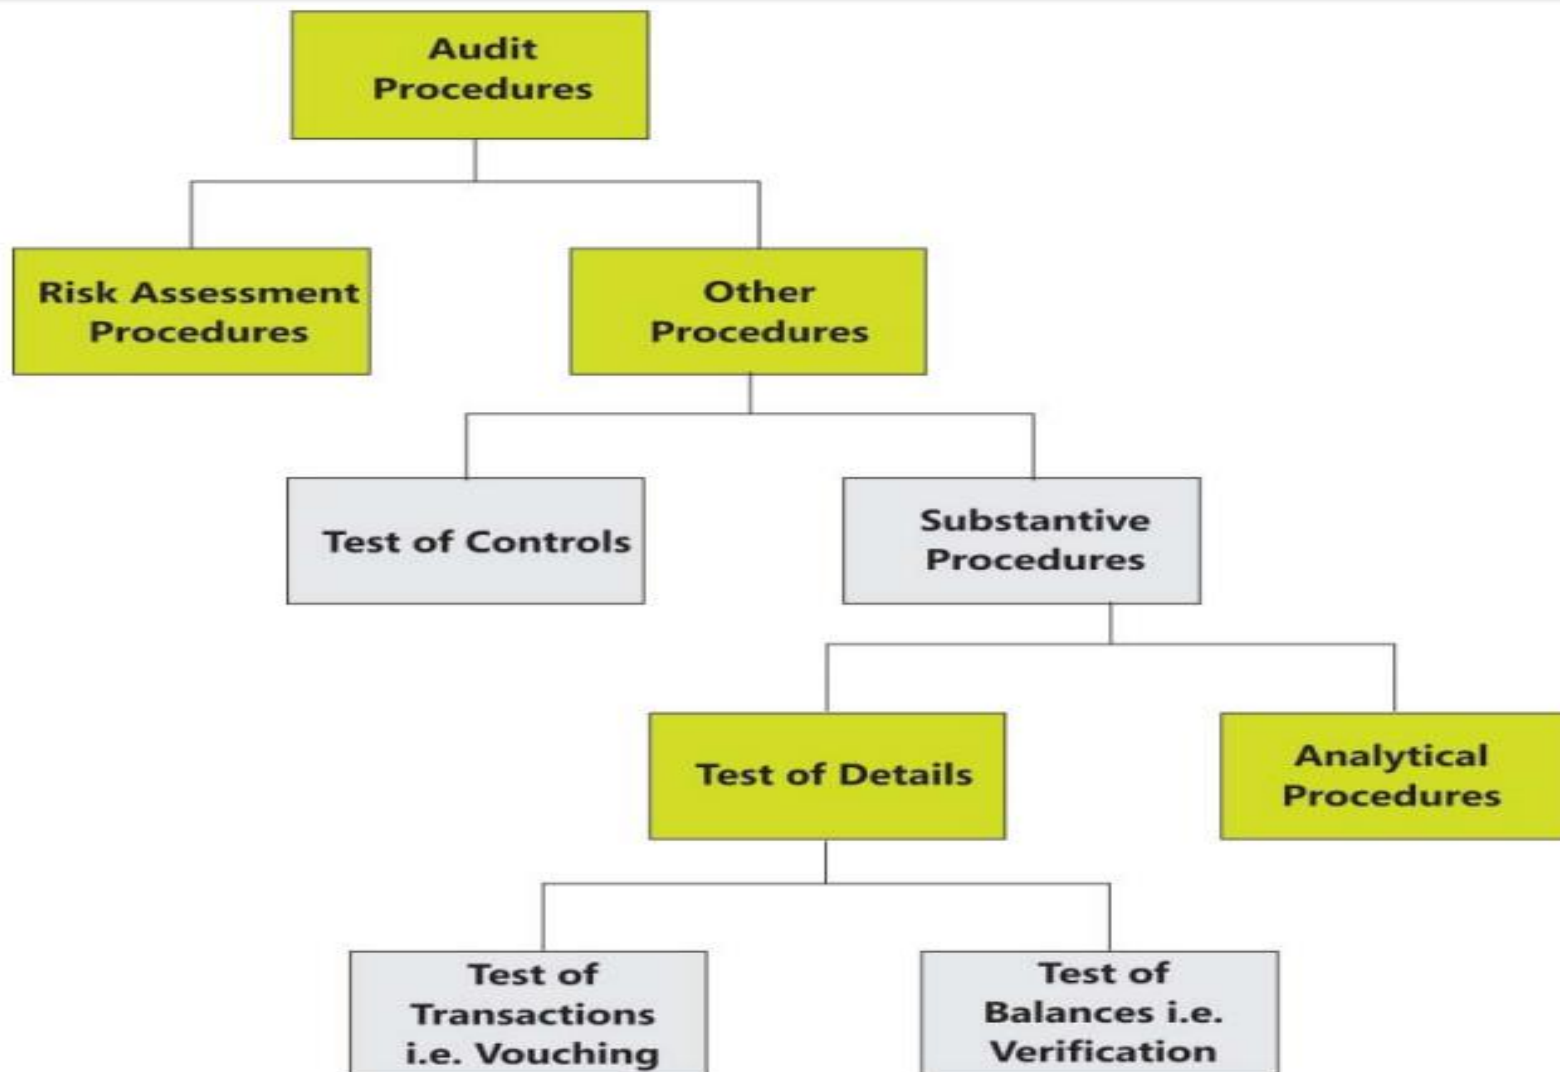 Audit
Procedures
Risk Assessment
Procedures
Other
Procedures
Test of Controls
Substantive
Procedures
Test of Details
Analytical
Procedures
Test of
Transactions
i.e. Vouching
Test of
Balances i.e.
Verification